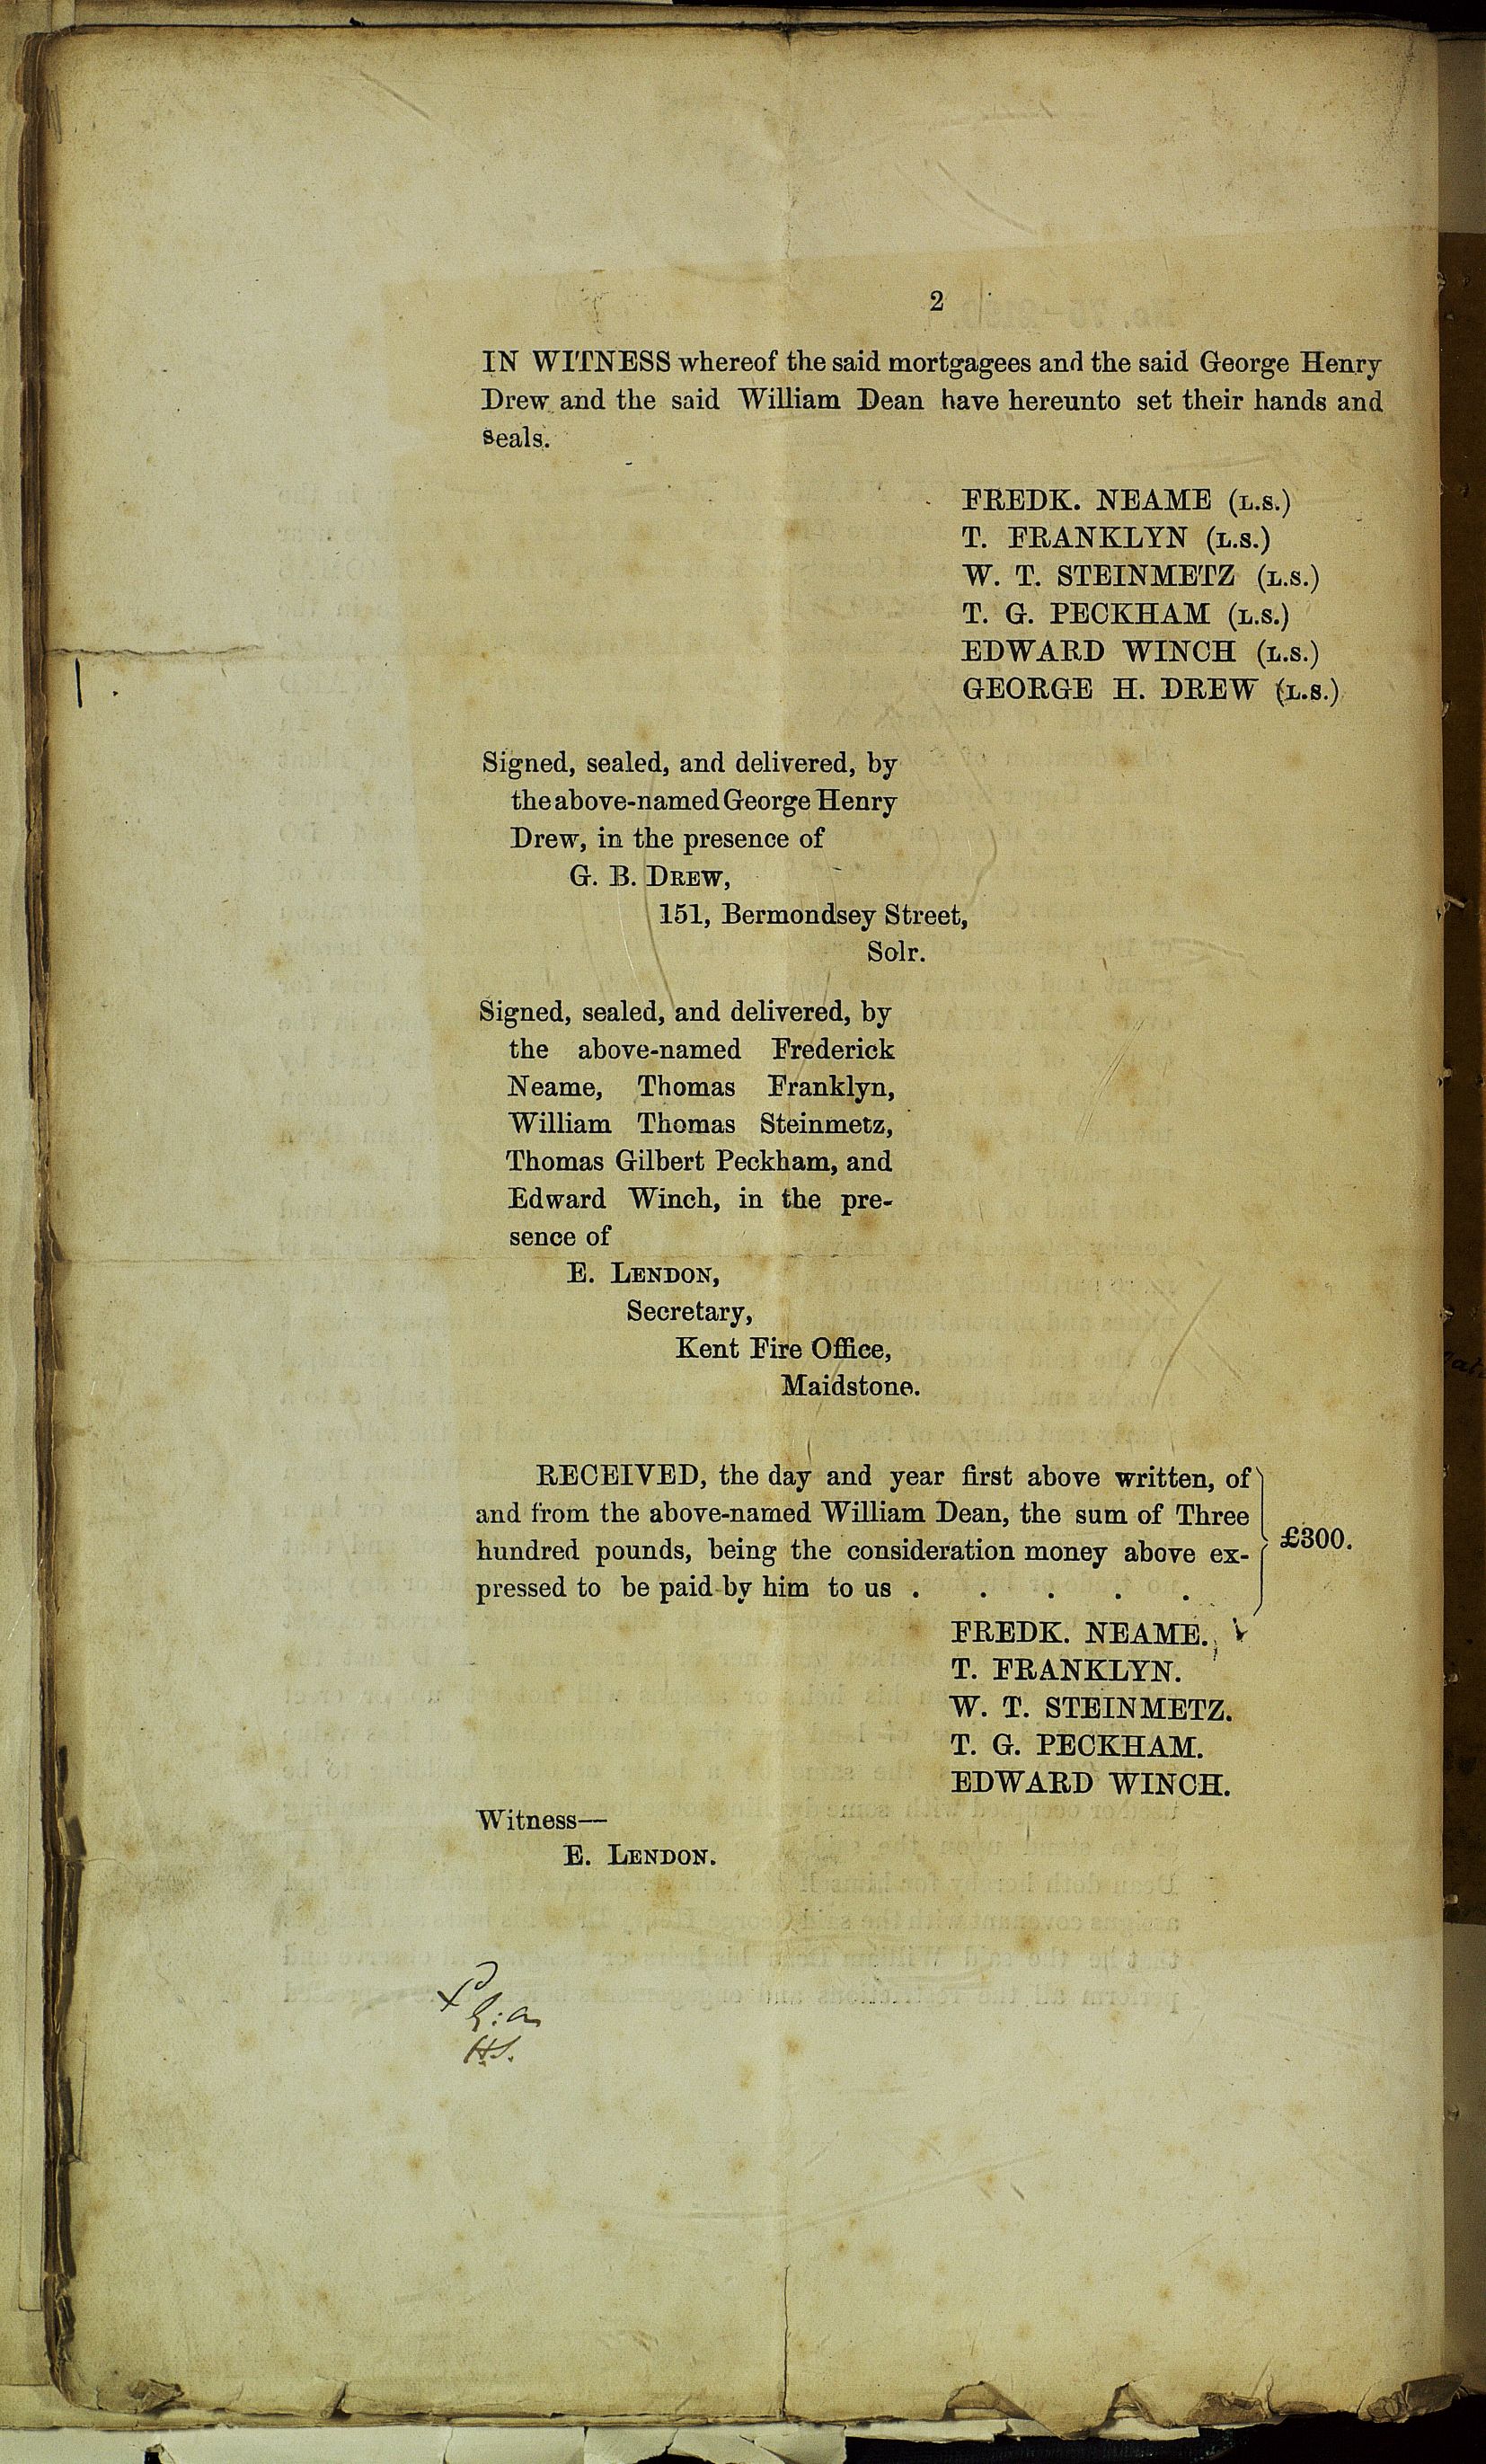 2
IN WITNESS whereof the said mortgagees and the said George Henry
Drew and the said William Dean have hereunto set their hands and
seals.
FREDK. NEAME (L.S.)
T. FRANKLYN (L.S.)
W. T. STEINMETZ (L.S.)
T. G. PECKHAM (L.S.)
EDWARD WINCH (L.S.)
GEORGE H. DREW (L.S.)
Signed, sealed, and delivered, by
the above-named George Henry
Drew, in the presence of
G. B. DREW,
151, Bermondsey Street,
Solr.
Signed, sealed, and delivered, by
the above-named Frederick
Neame, Thomas Franklyn,
William Thomas Steinmetz,
Thomas Gilbert Peckham, and
Edward Winch, in the pre-
sence of
E. LENDON,
Secretary,
Kent Fire Office,
Maidstone.
RECEIVED, the day and year first above written, of
and from the above-named William Dean, the sum of Three
hundred pounds, being the consideration money above ex-
pressed to be paid by him to us . . . . .
£300.
FREDK. NEAME.
T. FRANKLYN.
W. T. STEINMETZ.
T. G. PECKHAM.
EDWARD WINCH.
Witness—
E. LENDON.
H.S.